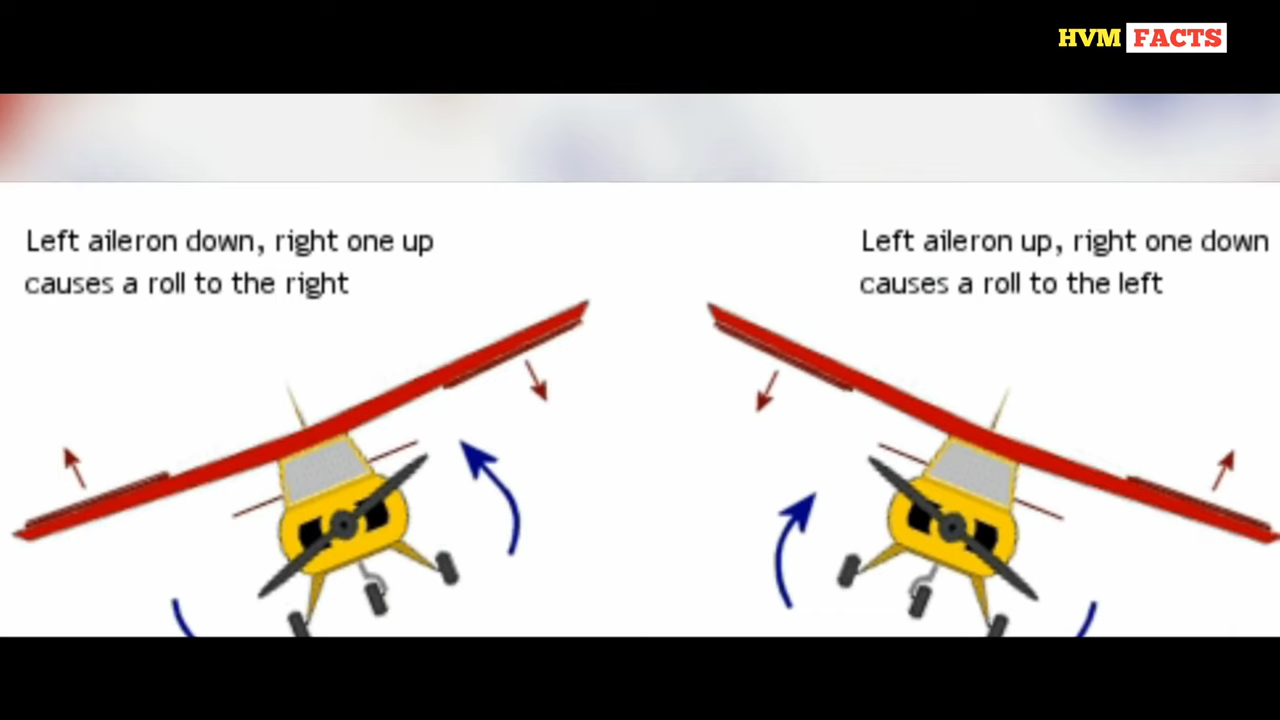 HVM FACTS
Left aileron down, right one up
causes a roll to the right
Left aileron up, right one down
causes a roll to the left